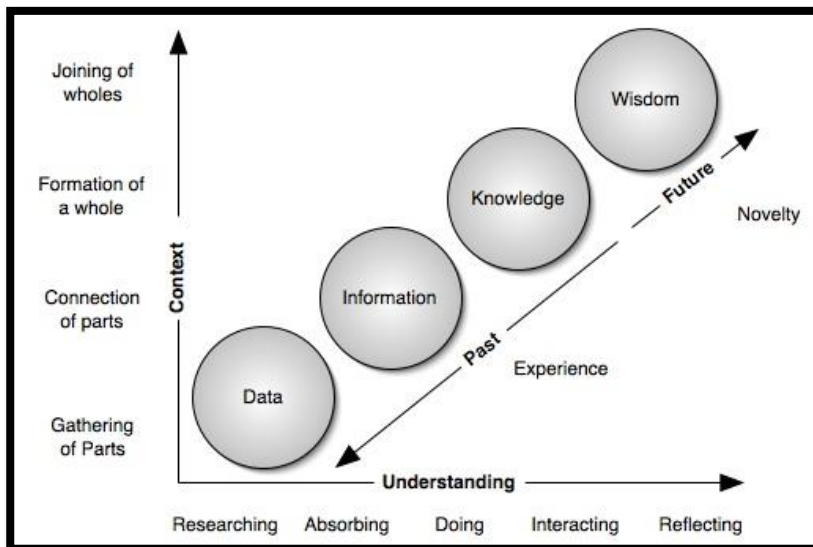 Joining of
wholes
Wisdom
Formation of
a whole
Knowledge
Future
Novelty
Context
Connection
of parts
Information
Past
Experience
Data
Gathering
of Parts
Understanding
Researching Absorbing Doing Interacting Reflecting